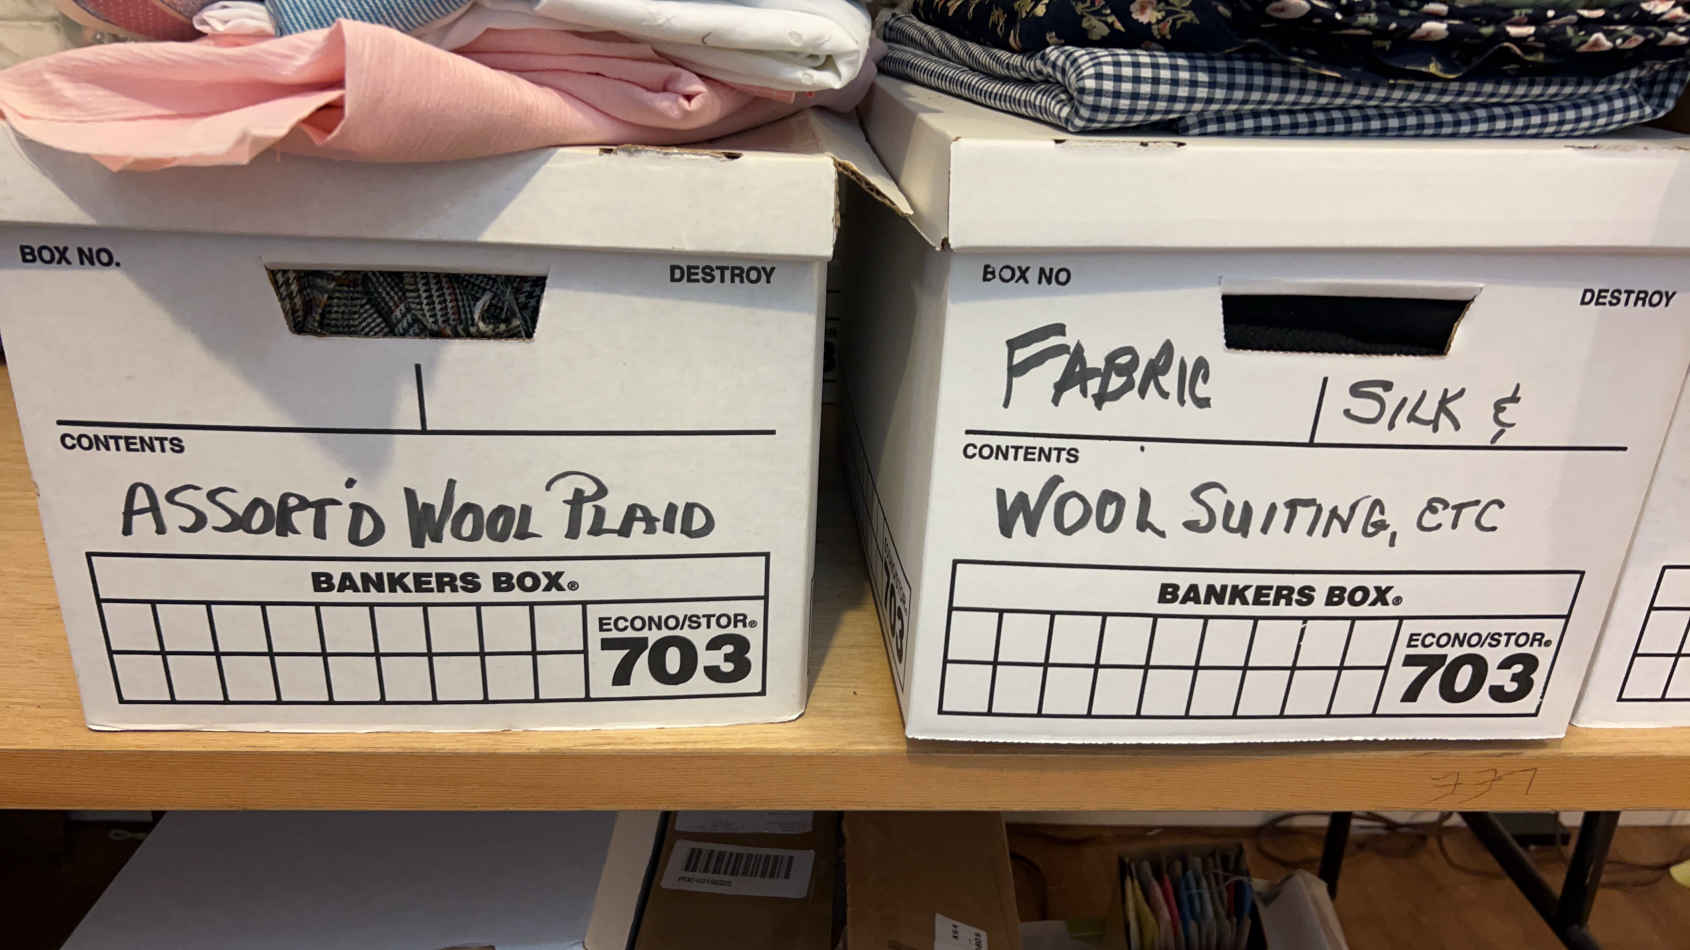 BOX NO.
DESTROY
CONTENTS
ASSORT'D WOOL PLAID
BANKERS BOX®
ECONO/STOR®
703
BOX NO
DESTROY
FABRIC
SILK &
CONTENTS
WOOL SUITING, ETC
BANKERS BOX®
ECONO/STOR®
703
703